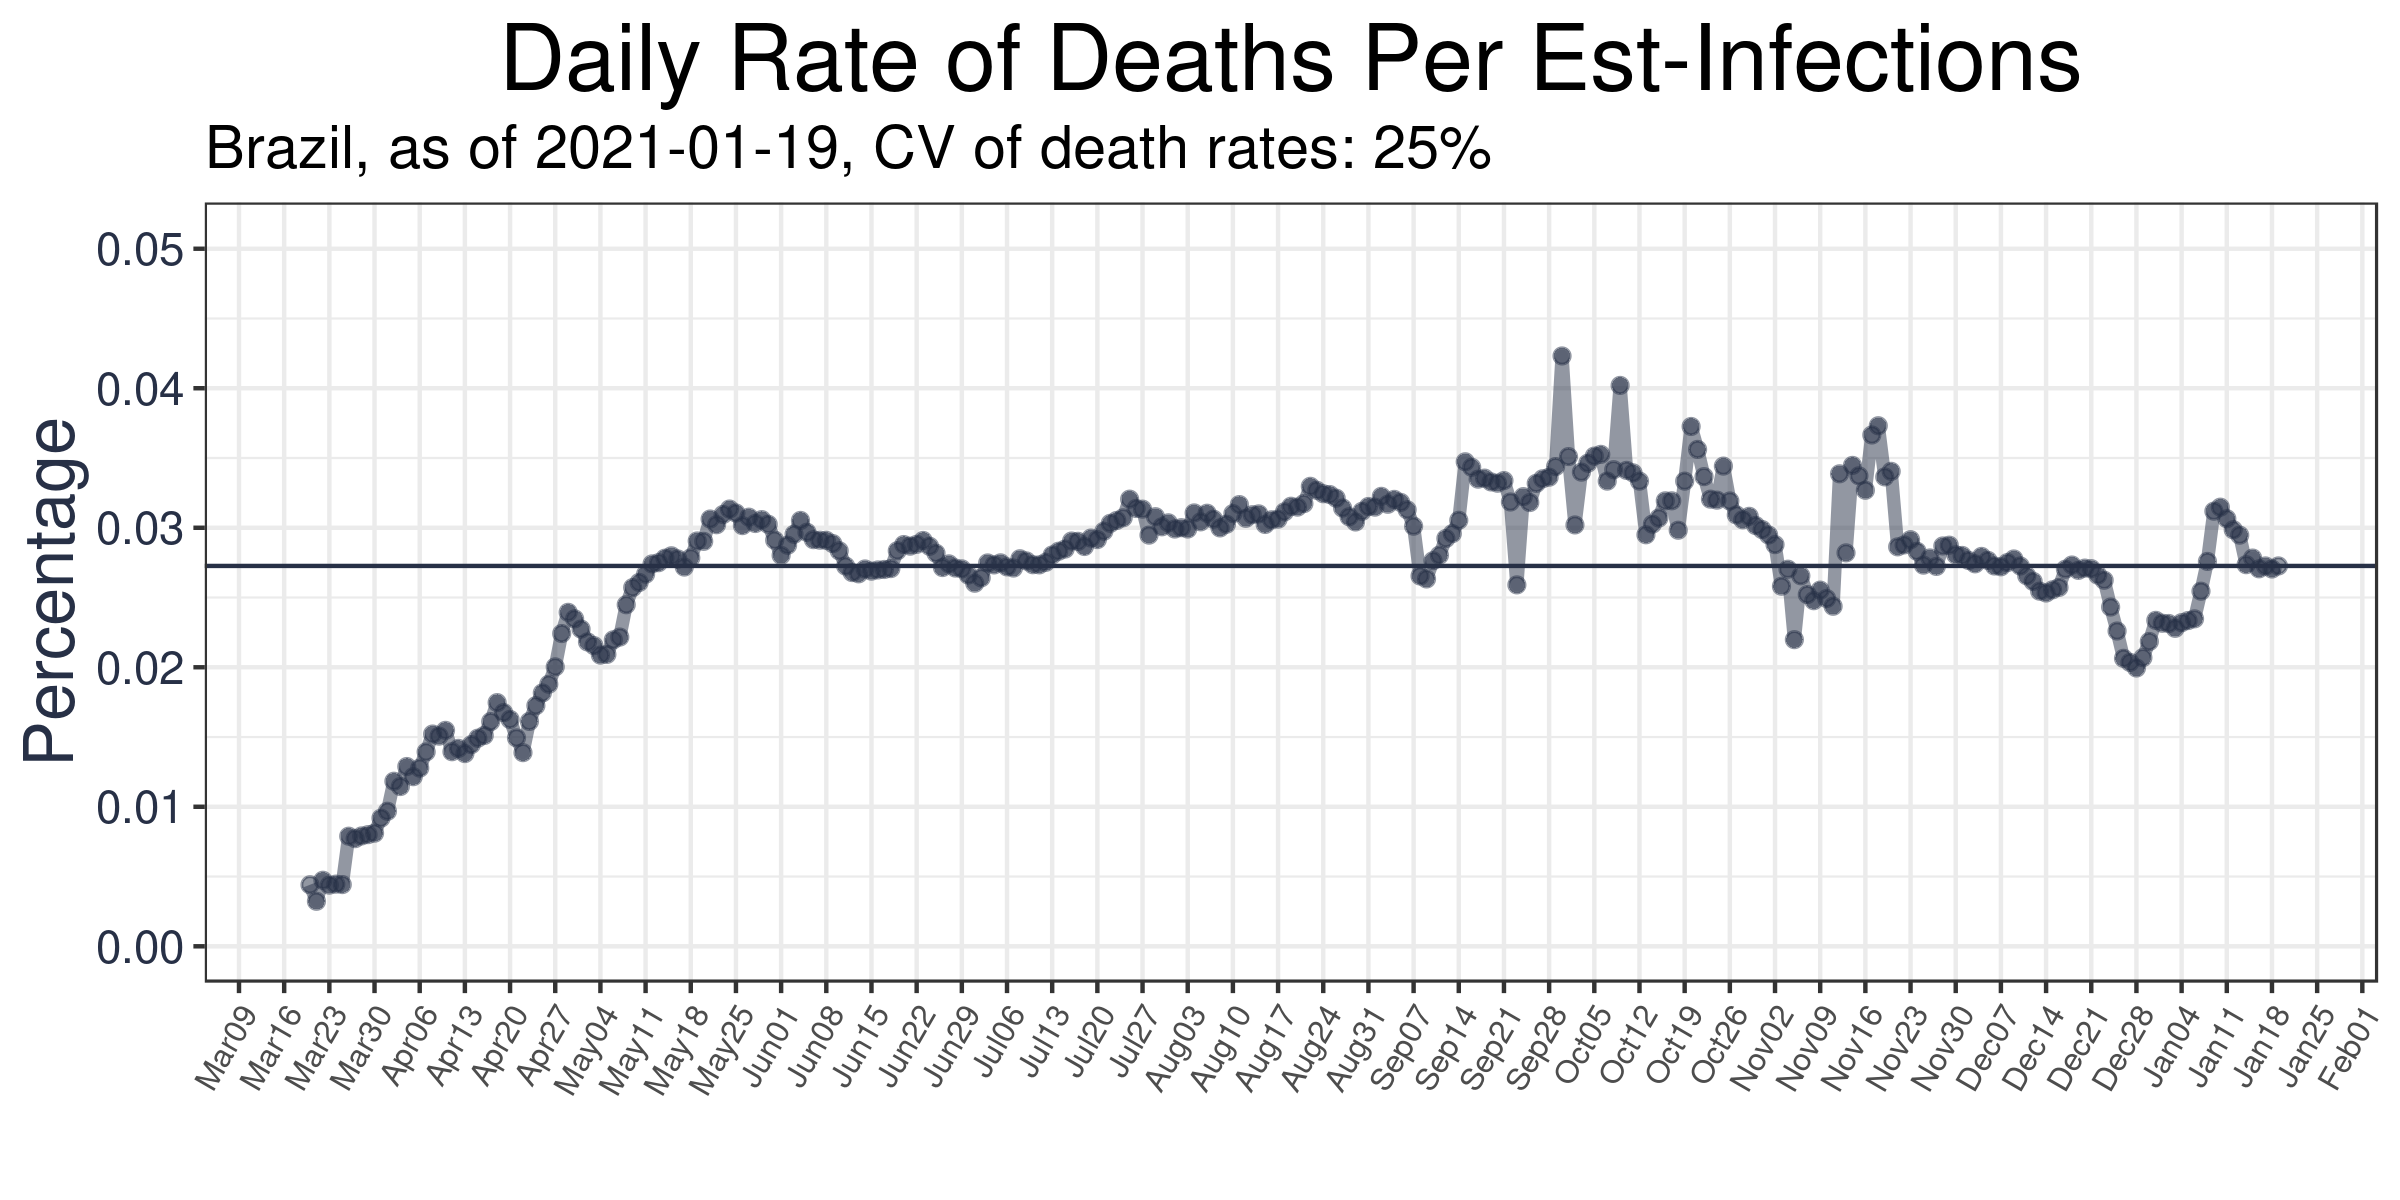 Daily Rate of Deaths Per Est-Infections
Brazil, as of 2021-01-19, CV of death rates: 25%
Percentage
0.05
0.04
0.03
0.02
0.01
0.00
Mar09
Mar16
Mar23
Mar30
Apr06
Apr13
Apr20
Apr27
May04
May11
May18
May25
Jun01
Jun08
Jun15
Jun22
Jun29
Jul06
Jul13
Jul20
Jul27
Aug03
Aug10
Aug17
Aug24
Aug31
Sep07
Sep14
Sep21
Sep28
Oct05
Oct12
Oct19
Oct26
Nov02
Nov09
Nov16
Nov23
Nov30
Dec07
Dec14
Dec21
Dec28
Jan04
Jan11
Jan18
Jan25
Feb01